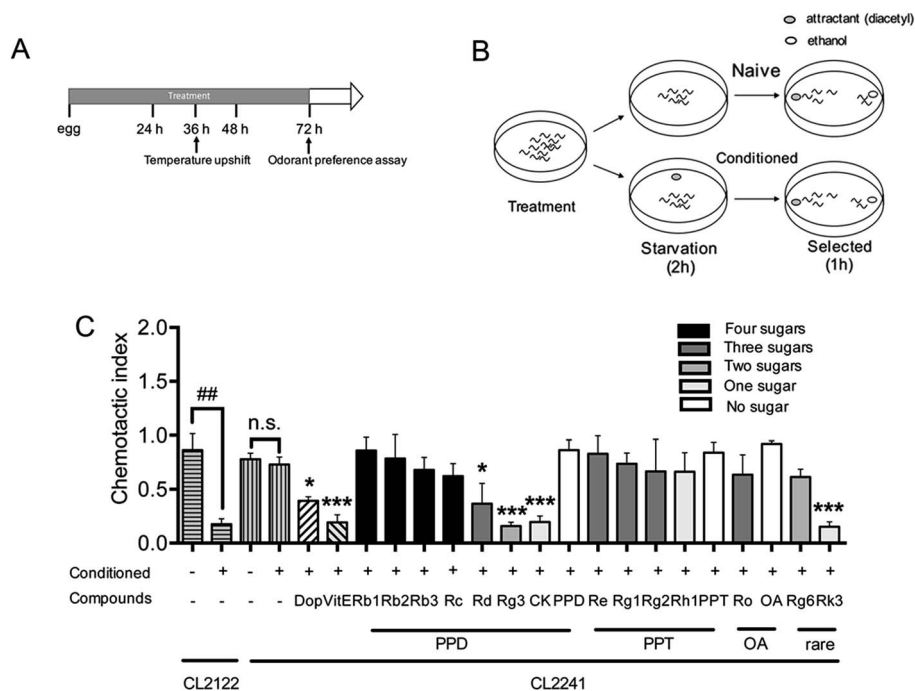 A
Treatment
egg 24 h 36 h 48 h 72 h
Temperature upshift Odorant preference assay
B
attractant (diacetyl)
ethanol
Naive
Conditioned
Treatment
Starvation
(2h)
Selected
(1h)
C
Chemotactic index
2.0
1.5
1.0
0.5
0.0
##
n.s.
* *** * *** *** ***
Four sugars
Three sugars
Two sugars
One sugar
No sugar
Conditioned - + - + + + + + + + + + + + + + + + + + + + +
Compounds - - - - Dop VitE Rb1 Rb2 Rb3 Rc Rd Rg3 CK PPD Re Rg1 Rg2 Rh1 PPT Ro OA Rg6 Rk3
PPD PPT OA rare
CL2122 CL2241